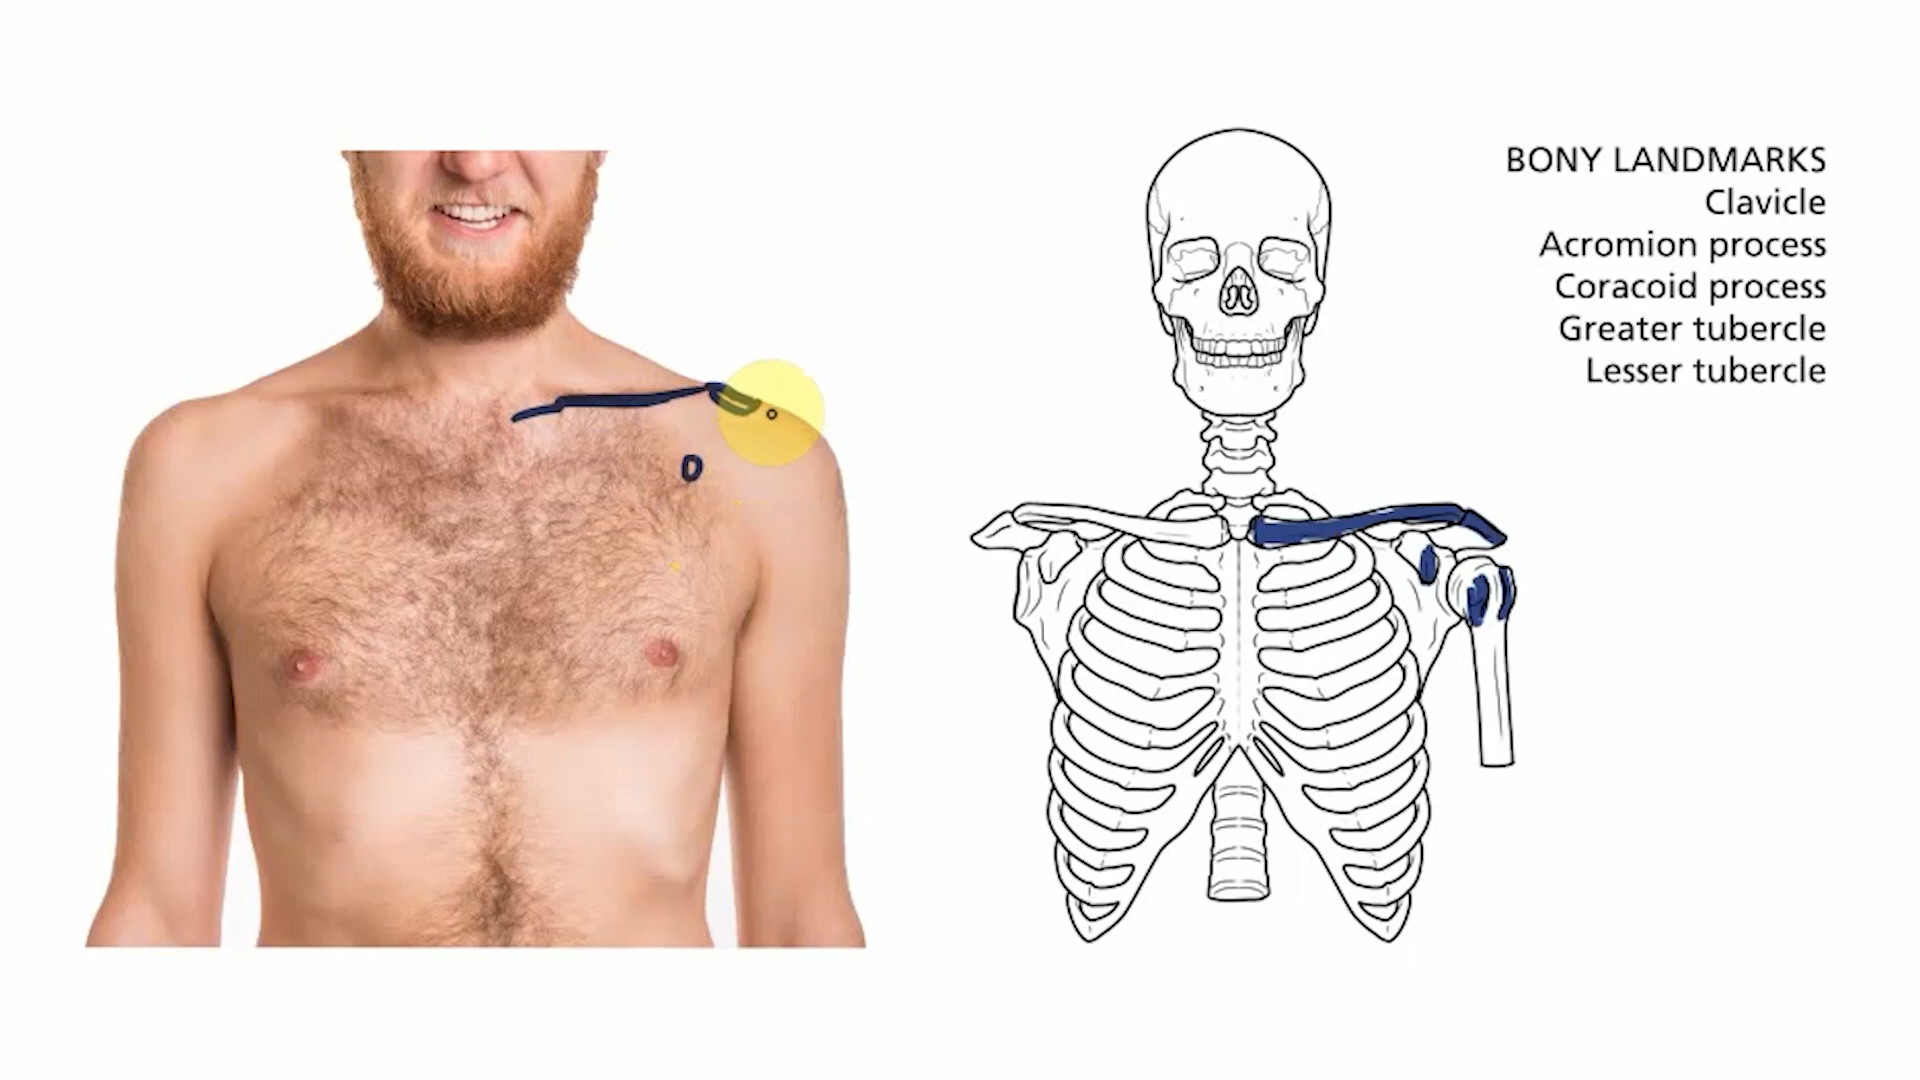 BONY LANDMARKS
Clavicle
Acromion process
Coracoid process
Greater tubercle
Lesser tubercle